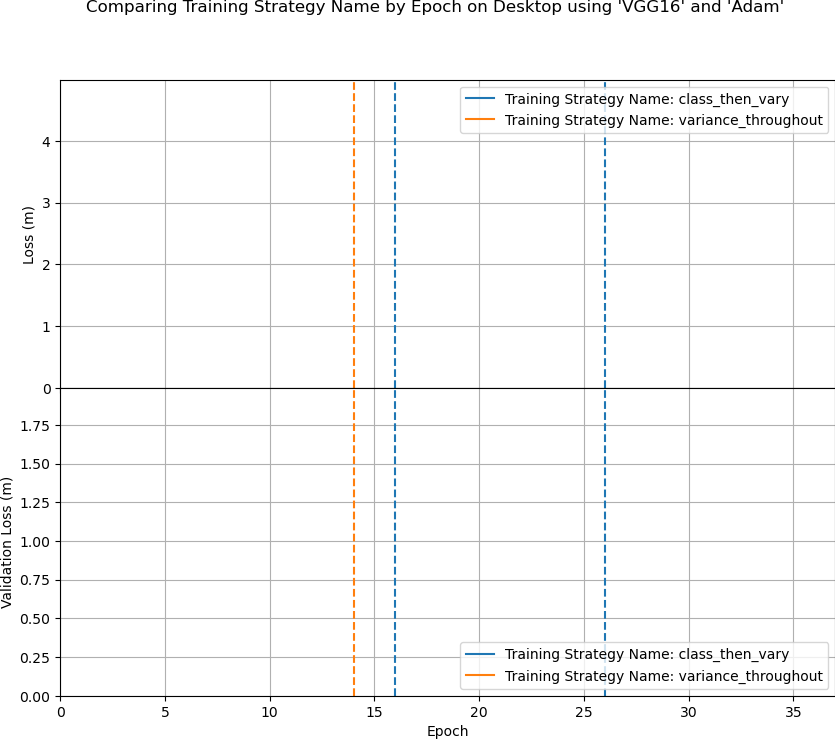 Comparing Training Strategy Name by Epoch on Desktop using 'VGG16' and 'Adam'
Training Strategy Name: class_then_vary
Training Strategy Name: variance_throughout
Loss (m)
4
3
2
1
0
Validation Loss (m)
1.75
1.50
1.25
1.00
0.75
0.50
0.25
0.00
Training Strategy Name: class_then_vary
Training Strategy Name: variance_throughout
0 5 10 15 20 25 30 35
Epoch